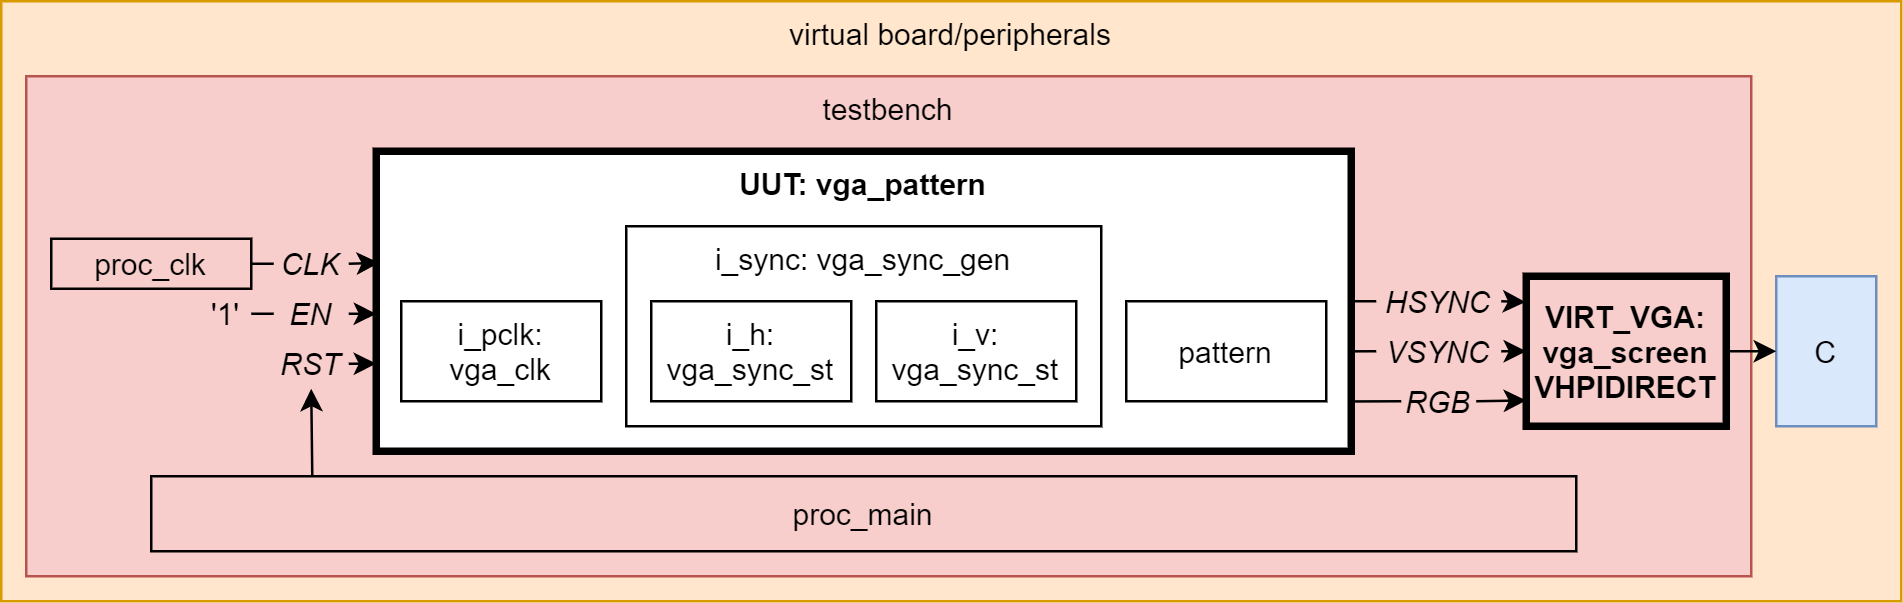 virtual board/peripherals
testbench
UUT: vga_pattern
proc_clk
CLK
'1'
EN
RST
i_pclk:
vga_clk
i_sync: vga_sync_gen
i_h:
vga_sync_st
i_v:
vga_sync_st
pattern
HSYNC
VSYNC
RGB
VIRT_VGA:
vga_screen
VHPIDIRECT
C
proc_main